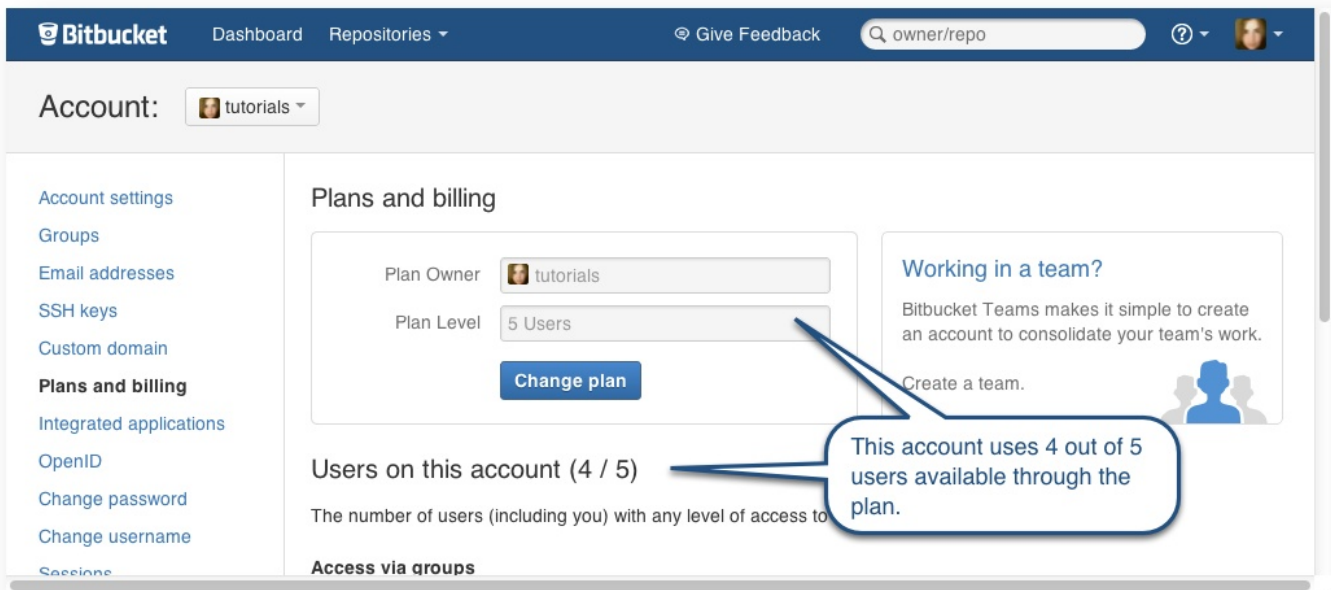 Bitbucket Dashboard Repositories Give Feedback owner/repo
Account: tutorials
Account settings
Groups
Email addresses
SSH keys
Custom domain
Plans and billing
Integrated applications
OpenID
Change password
Change username
Sessions
Plans and billing
Plan Owner tutorials
Plan Level 5 Users
Change plan
Working in a team?
Bitbucket Teams makes it simple to create
an account to consolidate your team's work.
Create a team.
Users on this account (4 / 5)
The number of users (including you) with any level of access to
Access via groups
This account uses 4 out of 5
users available through the
plan.